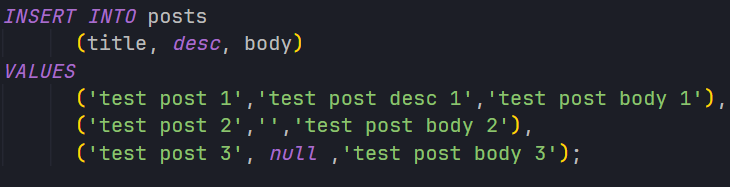 INSERT INTO posts
(title, desc, body)
VALUES
('test post 1','test post desc 1','test post body 1'),
('test post 2','','test post body 2'),
('test post 3', null ,'test post body 3');